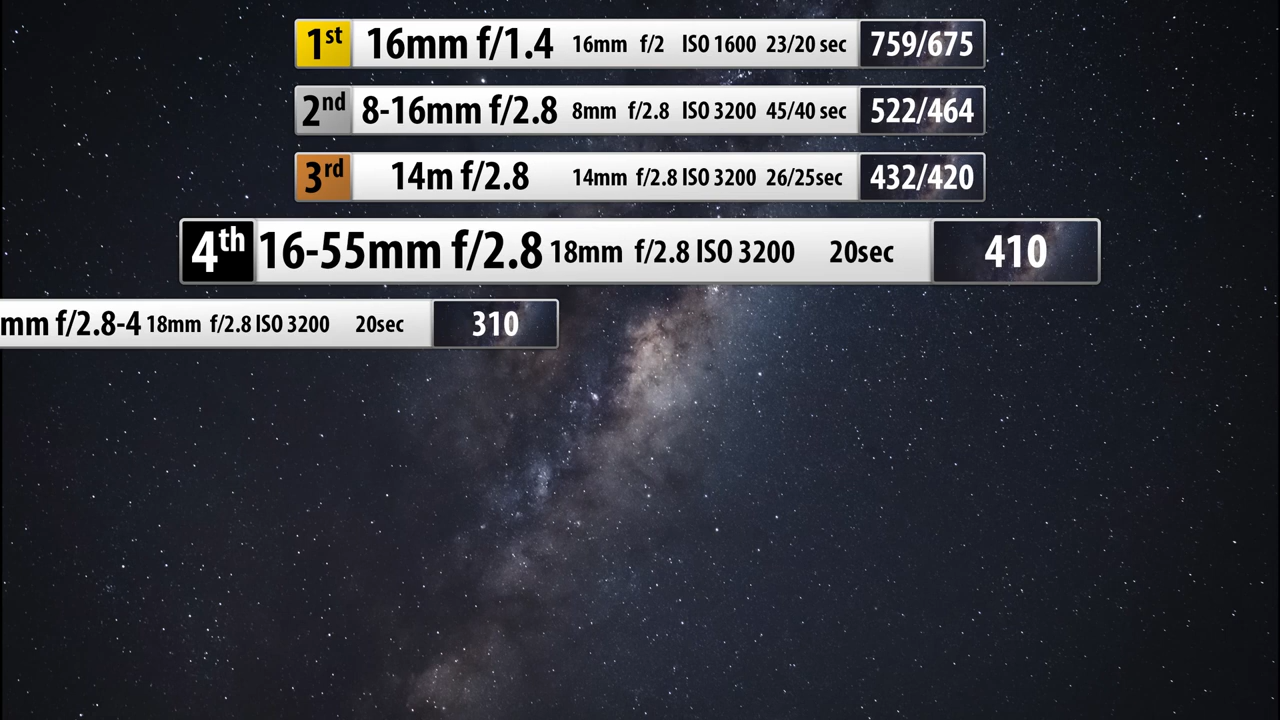 1st 16mm f/1.4 16mm f/2 ISO 1600 23/20 sec 759/675
2nd 8-16mm f/2.8 8mm f/2.8 ISO 3200 45/40 sec 522/464
3rd 14m f/2.8 14mm f/2.8 ISO 3200 26/25sec 432/420
4th 16-55mm f/2.8 18mm f/2.8 ISO 3200 20sec 410
mm f/2.8-4 18mm f/2.8 ISO 3200 20sec 310